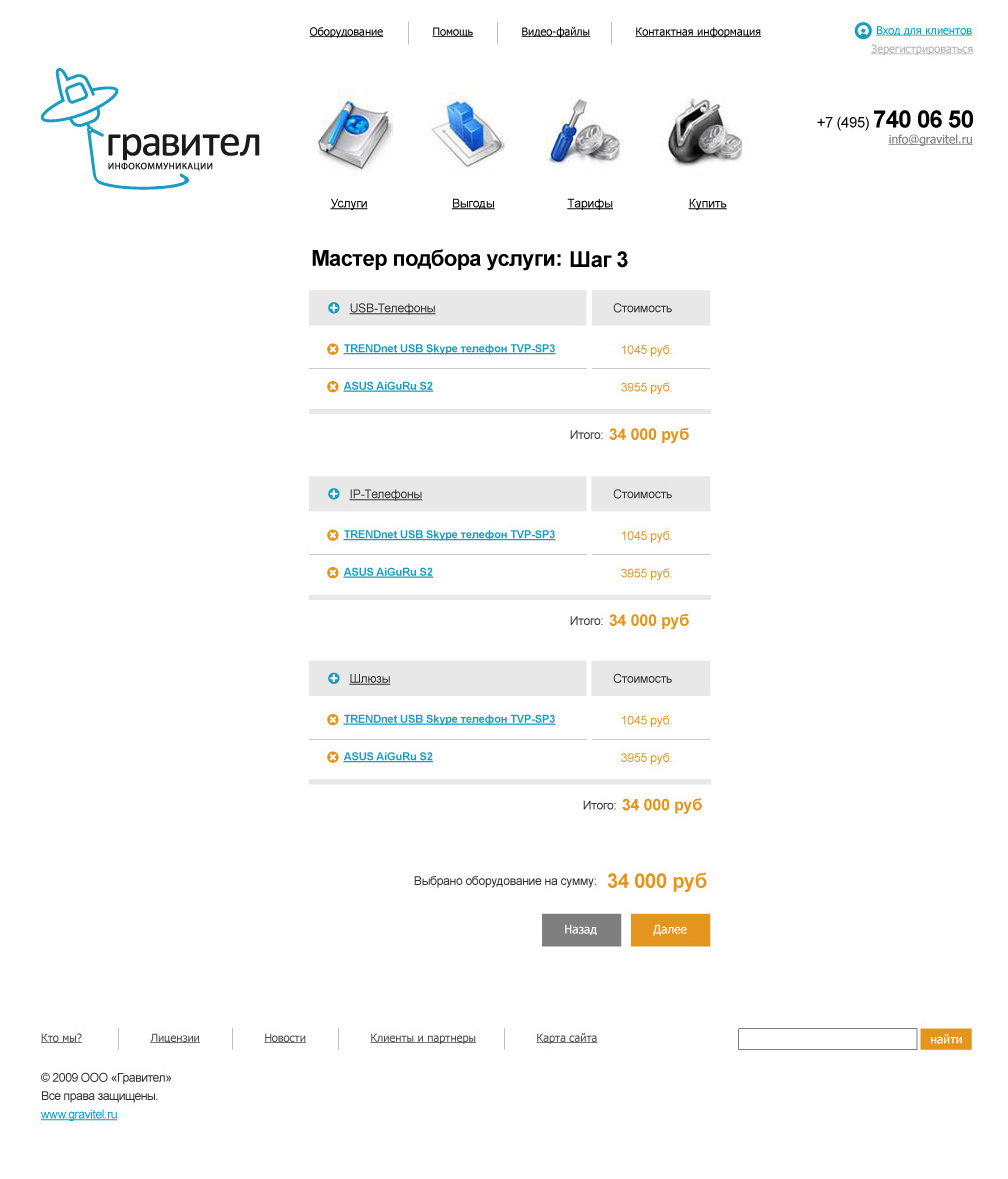 Оборудование
Помощь
Видео-файлы
Контактная информация
Вход для клиентов
Зарегистрироваться
гравител
ИНФОКОММУНИКАЦИИ
+7 (495) 740 06 50
info@gravitel.ru
Услуги
Выгоды
Тарифы
Купить
Мастер подбора услуги: Шаг 3
USB-Телефоны Стоимость
TRENDnet USB Skype телефон TVP-SP3 1045 руб.
ASUS AiGuRu S2 3955 руб.
Итого: 34 000 руб
IP-Телефоны Стоимость
TRENDnet USB Skype телефон TVP-SP3 1045 руб.
ASUS AiGuRu S2 3955 руб.
Итого: 34 000 руб
Шлюзы Стоимость
TRENDnet USB Skype телефон TVP-SP3 1045 руб.
ASUS AiGuRu S2 3955 руб.
Итого: 34 000 руб
Выбрано оборудование на сумму: 34 000 руб
Назад
Далее
Кто мы?
Лицензии
Новости
Клиенты и партнеры
Карта сайта
найти
© 2009 ООО «Гравител»
Все права защищены.
www.gravitel.ru